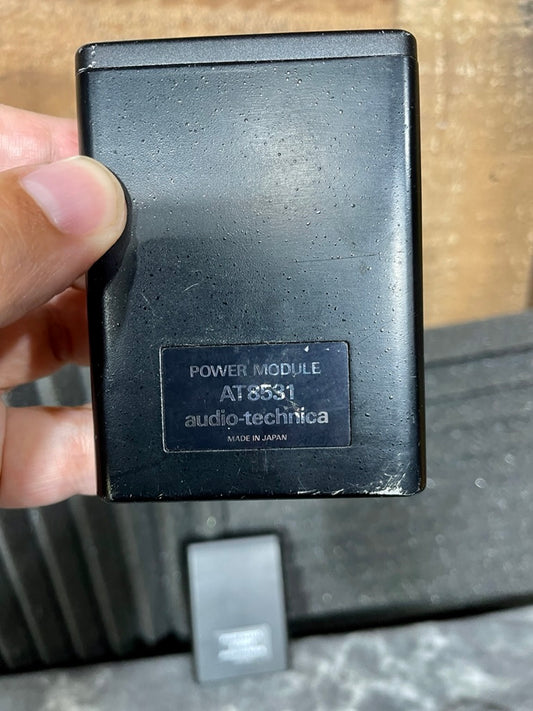 POWER MODULE
AT8531
audio-technica
MADE IN JAPAN